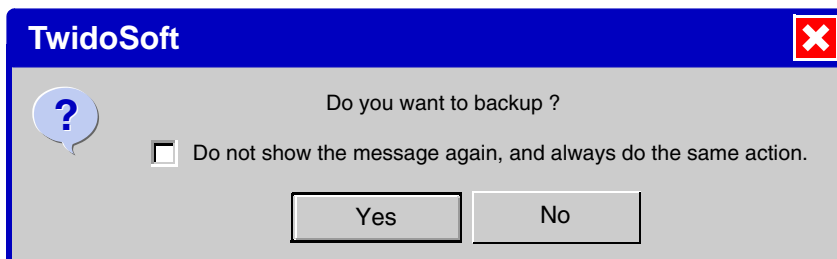 TwidoSoft
?
Do you want to backup ?
Do not show the message again, and always do the same action.
Yes
No